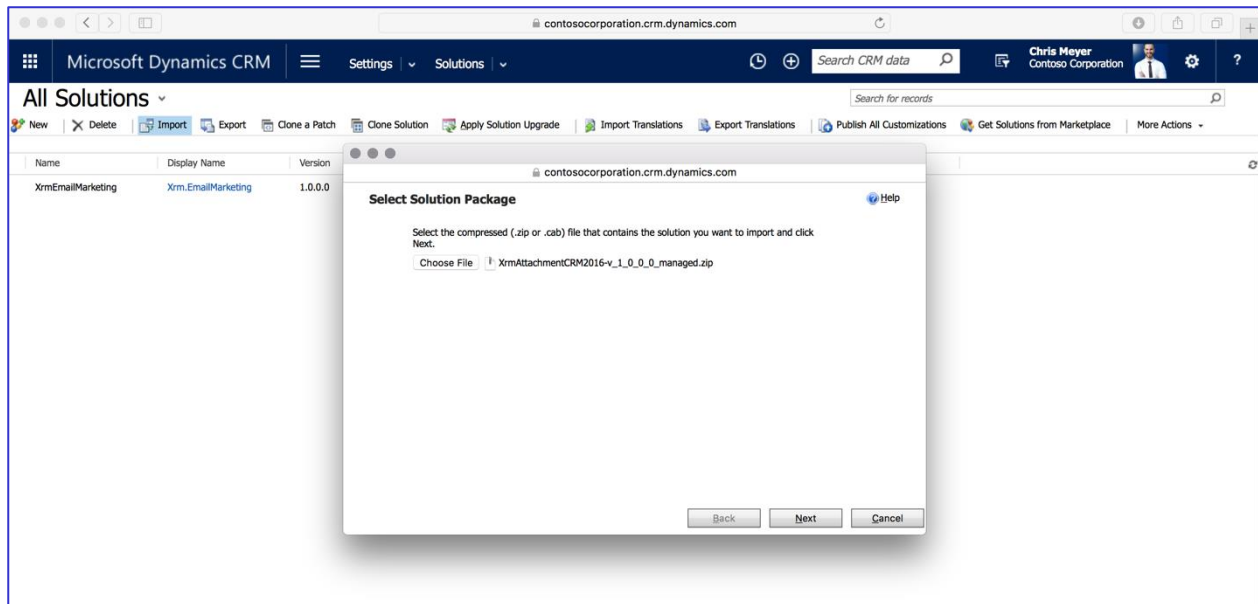 contosocorporation.crm.dynamics.com
Microsoft Dynamics CRM Settings Solutions Search CRM data Chris Meyer ?
Contoso Corporation
All Solutions Search for records
New Delete Import Export Clone a Patch Clone Solution Apply Solution Upgrade Import Translations Export Translations Publish All Customizations Get Solutions from Marketplace More Actions
Name Display Name Version
XrmEmailMarketing Xrm.EmailMarketing 1.0.0.0
contosocorporation.crm.dynamics.com
Select Solution Package Help
Select the compressed (.zip or .cab) file that contains the solution you want to import and click
Next.
Choose File XrmAttachmentCRM2016-v_1_0_0_0_managed.zip
Back Next Cancel